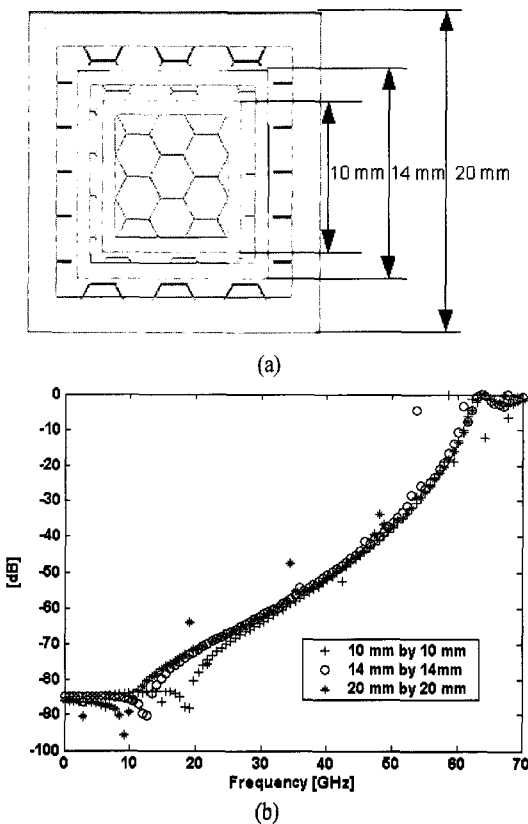 10 mm 14 mm 20 mm
(a)
0
-10
-20
-30
-40
-50
-60
-70
-80
-90
-100
[dB]
+ 10 mm by 10 mm
o 14 mm by 14mm
* 20 mm by 20 mm
0 10 20 30 40 50 60 70
Frequency [GHz]
(b)